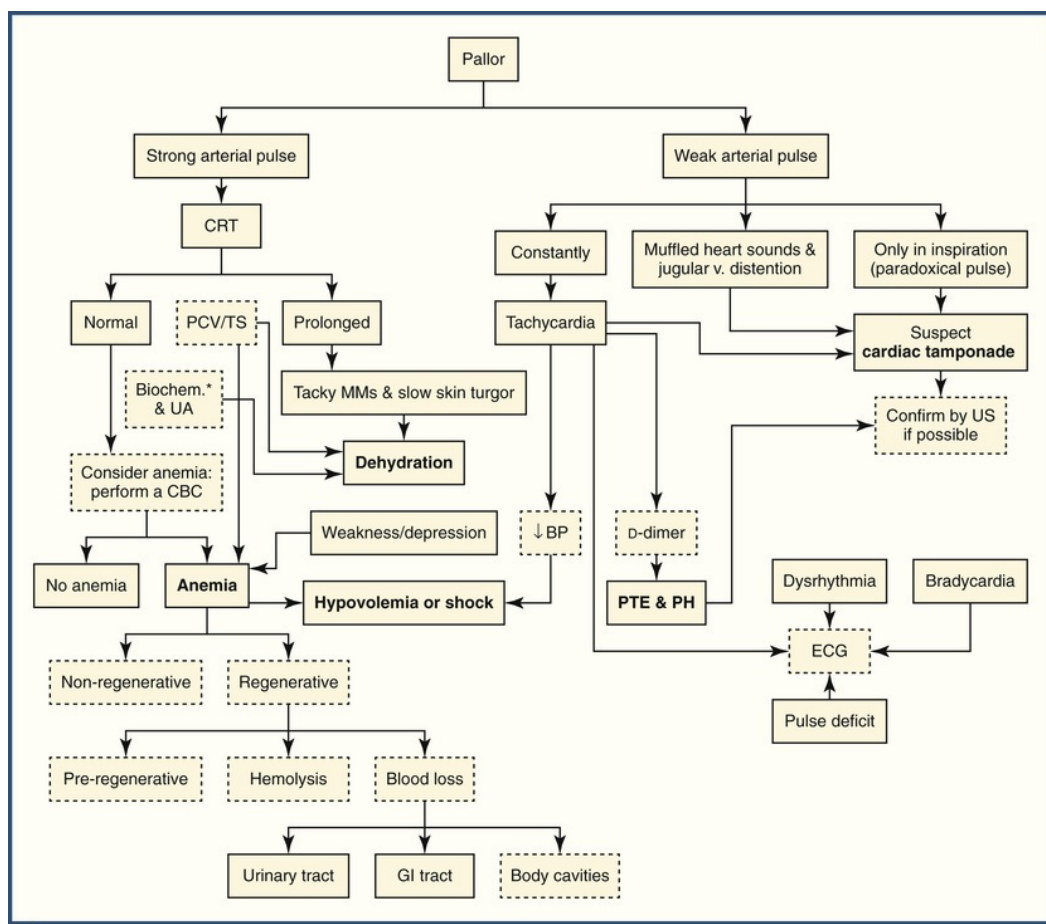 Pallor
Strong arterial pulse
Weak arterial pulse
CRT
Constantly
Muffled heart sounds &
jugular v. distention
Only in inspiration
(paradoxical pulse)
Normal
PCV/TS
Prolonged
Tachycardia
Suspect
cardiac tamponade
Biochem.*
& UA
Tacky MMs & slow skin turgor
Confirm by US
if possible
Dehydration
Consider anemia:
perform a CBC
Weakness/depression
↓BP
D-dimer
No anemia
Anemia
Hypovolemia or shock
PTE & PH
Dysrhythmia
Bradycardia
ECG
Non-regenerative
Regenerative
Pulse deficit
Pre-regenerative
Hemolysis
Blood loss
Urinary tract
GI tract
Body cavities